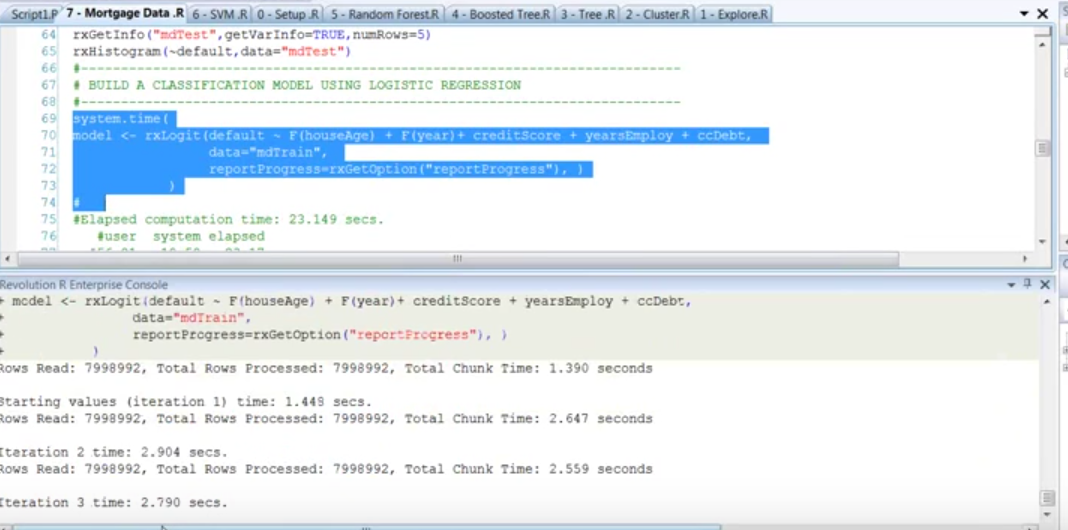 Script1.R 7 - Mortgage Data .R 6 - SVM .R 0 - Setup .R 5 - Random Forest.R 4 - Boosted Tree.R 3 - Tree .R 2 - Cluster.R 1 - Explore.R
64 rxGetInfo("mdTest",getVarInfo=TRUE,numRows=5)
65 rxHistogram(~default,data="mdTest")
66 #-----------------------------------------------------------------------------
67 # BUILD A CLASSIFICATION MODEL USING LOGISTIC REGRESSION
68 #-----------------------------------------------------------------------------
69 system.time(
70 model <- rxLogit(default ~ F(houseAge) + F(year)+ creditScore + yearsEmploy + ccDebt,
71 data="mdTrain",
72 reportProgress=rxGetOption("reportProgress"), )
73 )
74 #
75 #Elapsed computation time: 23.149 secs.
76 #user system elapsed
Revolution R Enterprise Console
+ model <- rxLogit(default ~ F(houseAge) + F(year)+ creditScore + yearsEmploy + ccDebt,
+ data="mdTrain",
+ reportProgress=rxGetOption("reportProgress"), )
+ )
Rows Read: 7998992, Total Rows Processed: 7998992, Total Chunk Time: 1.390 seconds
Starting values (iteration 1) time: 1.448 secs.
Rows Read: 7998992, Total Rows Processed: 7998992, Total Chunk Time: 2.647 seconds
Iteration 2 time: 2.904 secs.
Rows Read: 7998992, Total Rows Processed: 7998992, Total Chunk Time: 2.559 seconds
Iteration 3 time: 2.790 secs.